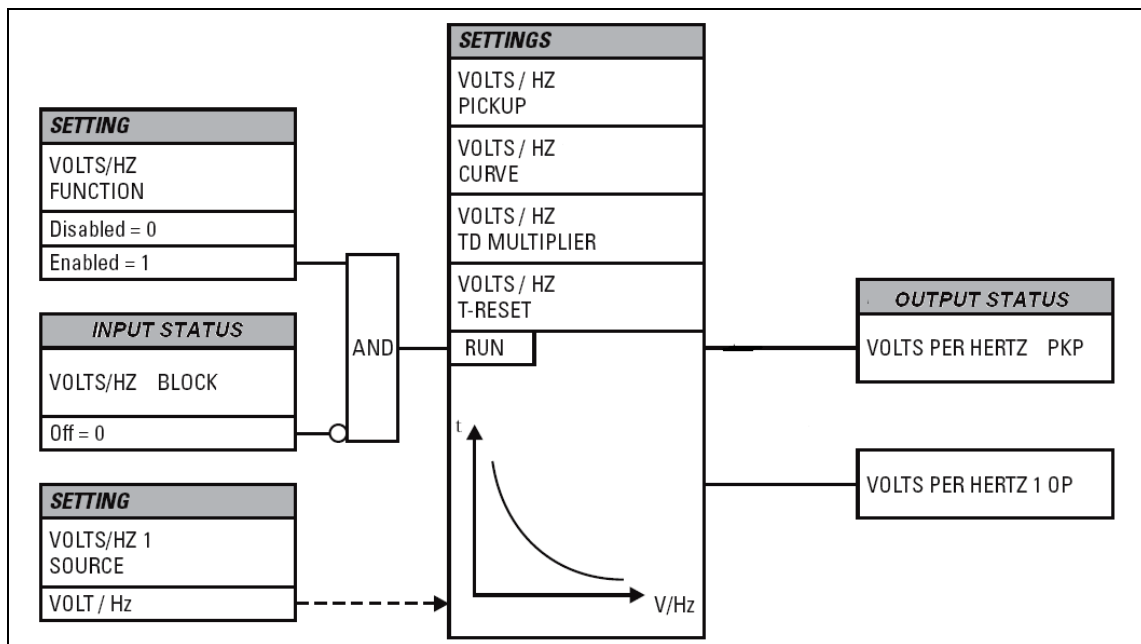 SETTING
VOLTS/HZ
FUNCTION
Disabled = 0
Enabled = 1
INPUT STATUS
VOLTS/HZ BLOCK
Off = 0
SETTING
VOLTS/HZ 1
SOURCE
VOLT / Hz
AND
SETTINGS
VOLTS / HZ
PICKUP
VOLTS / HZ
CURVE
VOLTS / HZ
TD MULTIPLIER
VOLTS / HZ
T-RESET
RUN
t
V/Hz
OUTPUT STATUS
VOLTS PER HERTZ PKP
VOLTS PER HERTZ 1 OP